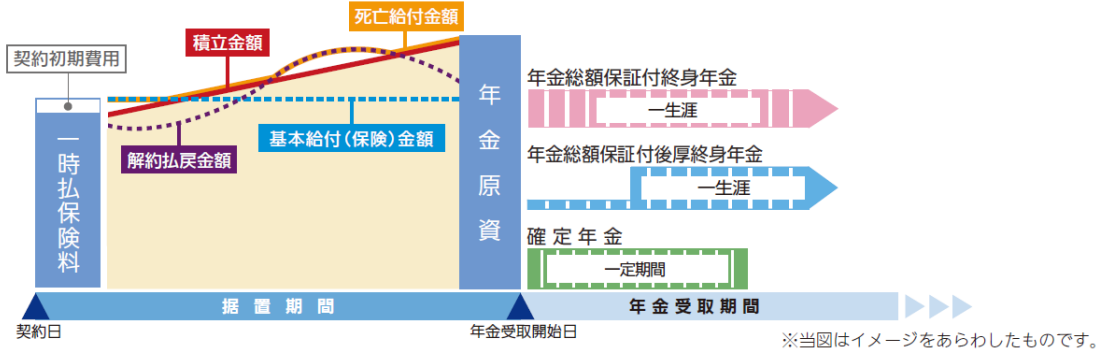 死亡給付金額
積立金額
契約初期費用
一時払保険料
解約払戻金額
基本給付(保険)金額
年金原資
年金総額保証付終身年金
一生涯
年金総額保証付後厚終身年金
一生涯
確定年金
一定期間
据置期間
年金受取期間
契約日
年金受取開始日
※当図はイメージをあらわしたものです。